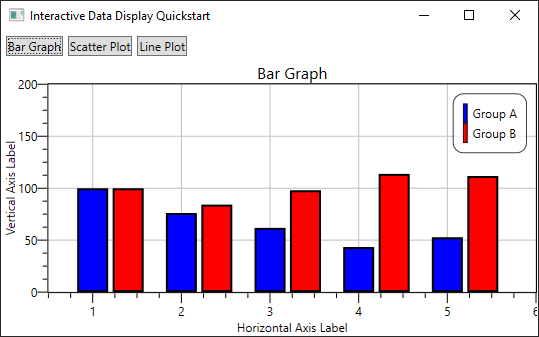 Interactive Data Display Quickstart
Bar Graph Scatter Plot Line Plot
Bar Graph
200
150
100
50
0
Vertical Axis Label
Group A
Group B
1 2 3 4 5 6
Horizontal Axis Label